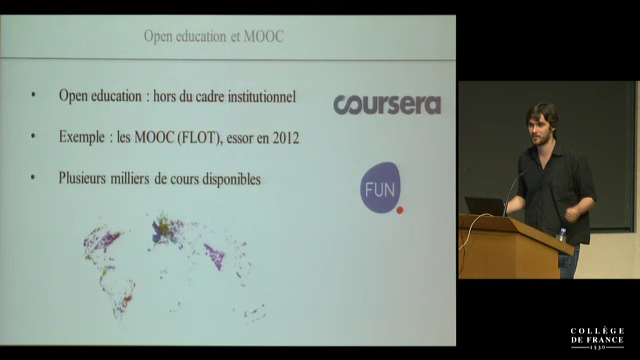 Open education et MOOC
• Open education : hors du cadre institutionnel
• Exemple : les MOOC (FLOT), essor en 2012
• Plusieurs milliers de cours disponibles
coursera
FUN
COLLÈGE
DE FRANCE
1530